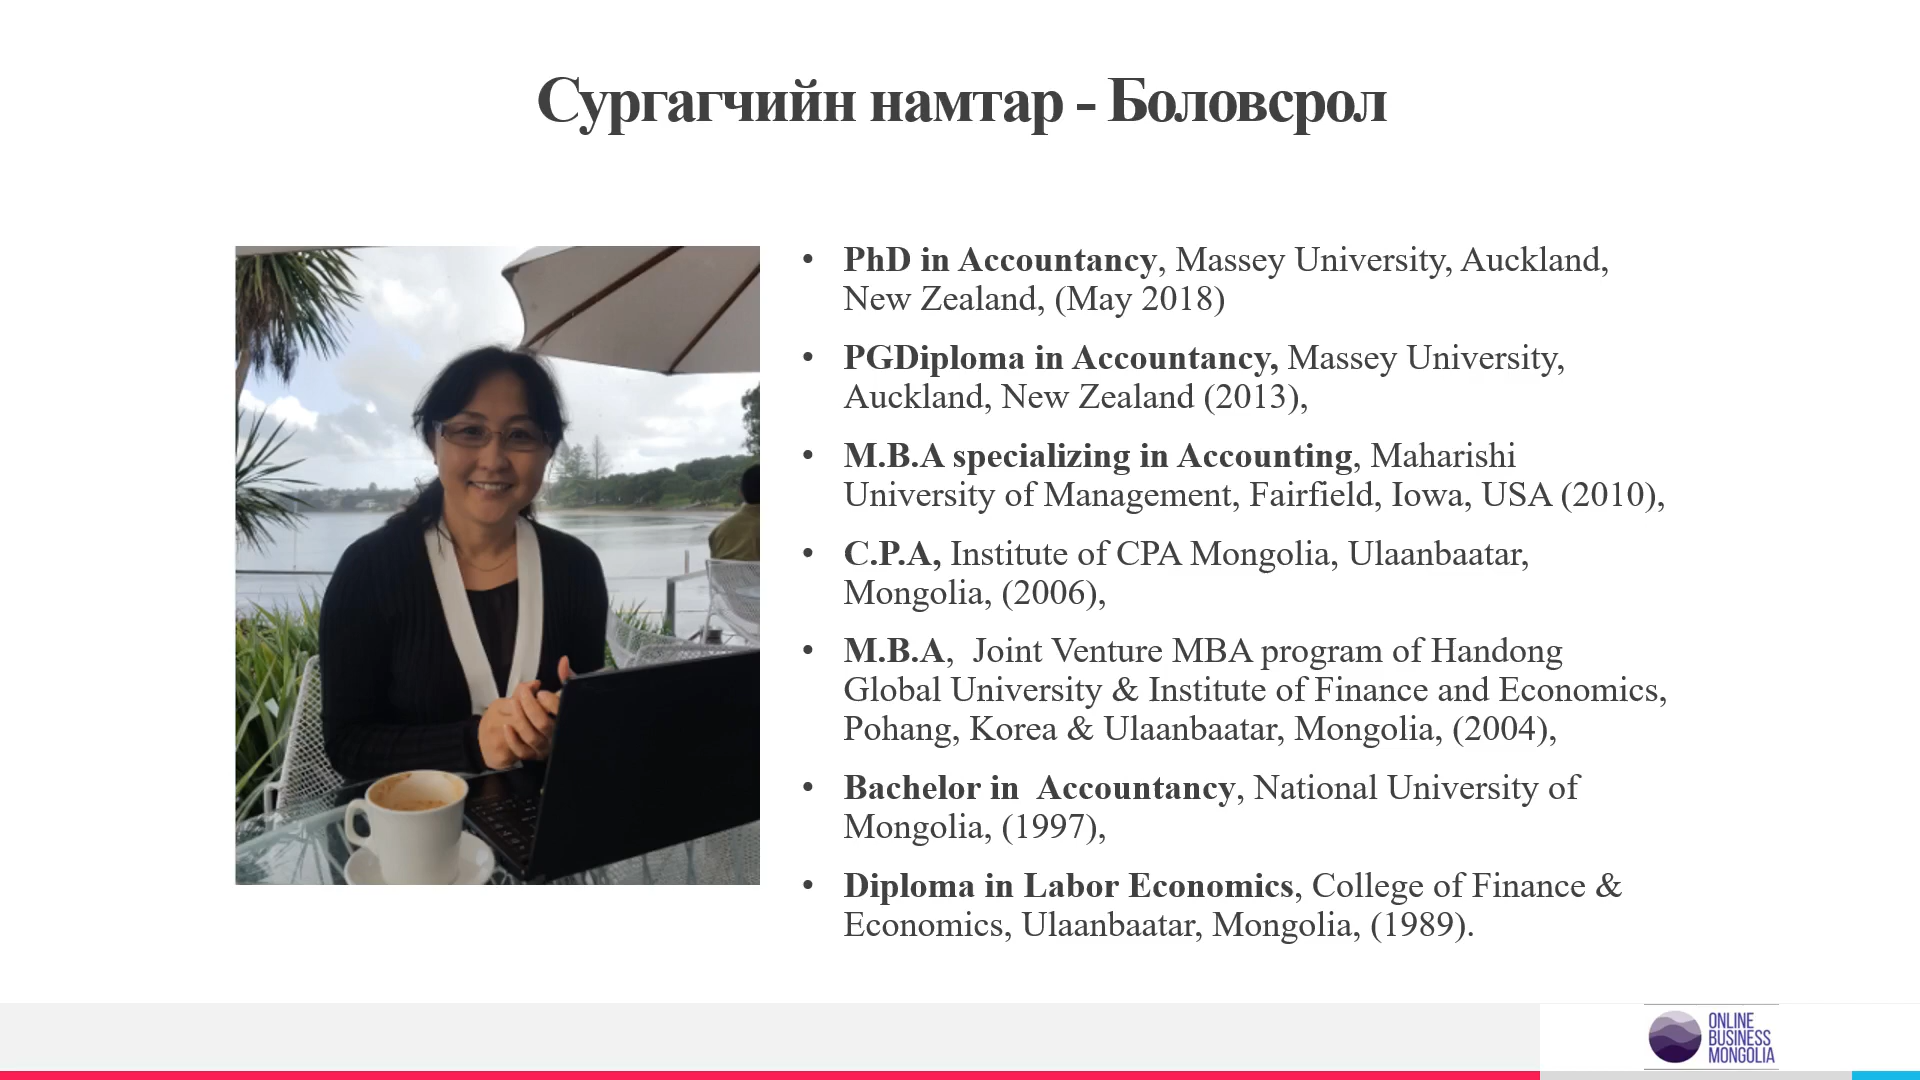 Сургагчийн намтар - Боловсрол
• PhD in Accountancy, Massey University, Auckland,
New Zealand, (May 2018)
• PGDiploma in Accountancy, Massey University,
Auckland, New Zealand (2013),
• M.B.A specializing in Accounting, Maharishi
University of Management, Fairfield, Iowa, USA (2010),
• C.P.A, Institute of CPA Mongolia, Ulaanbaatar,
Mongolia, (2006),
• M.B.A,  Joint Venture MBA program of Handong
Global University & Institute of Finance and Economics,
Pohang, Korea & Ulaanbaatar, Mongolia, (2004),
• Bachelor in  Accountancy, National University of
Mongolia, (1997),
• Diploma in Labor Economics, College of Finance &
Economics, Ulaanbaatar, Mongolia, (1989).
ONLINE
BUSINESS
MONGOLIA